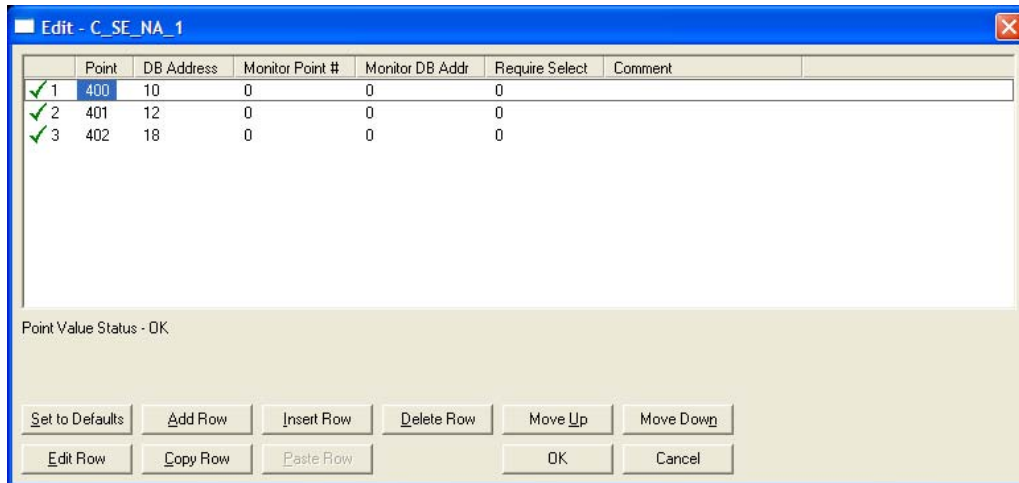 Edit - C_SE_NA_1
Point DB Address Monitor Point # Monitor DB Addr Require Select Comment
1 400 10 0 0 0
2 401 12 0 0 0
3 402 18 0 0 0
Point Value Status - OK
Set to Defaults Add Row Insert Row Delete Row Move Up Move Down
Edit Row Copy Row Paste Row OK Cancel